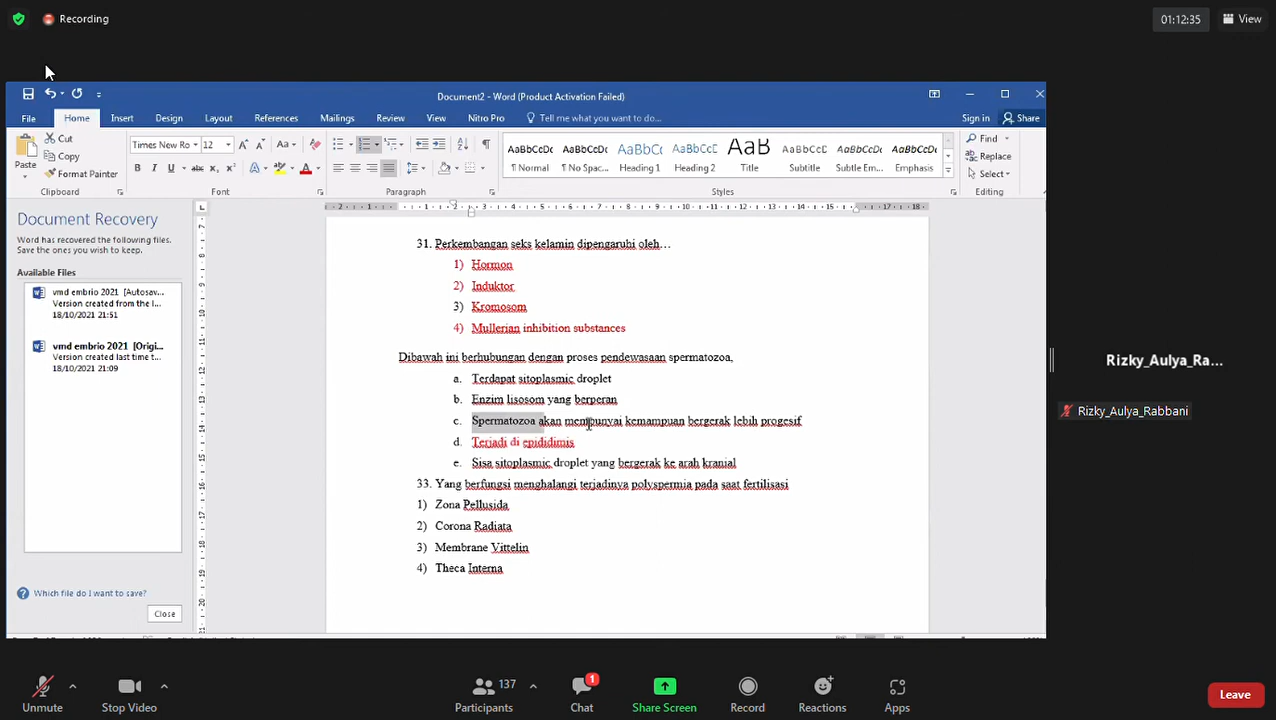 Recording
01:12:35
View
Document2 - Word (Product Activation Failed)
File
Home
Insert
Design
Layout
References
Mailings
Review
View
Nitro Pro
Tell me what you want to do...
Sign in
Share
Paste
Cut
Copy
Format Painter
Clipboard
Times New Ro
12
Font
Paragraph
AaBbCcDc
AaBbCcDc
AaBbCc
AaBbCcC
AaB
AaBbCcD
AaBbCcDc
AaBbCcDc
¶ Normal
¶ No Spac...
Heading 1
Heading 2
Title
Subtitle
Subtle Em...
Emphasis
Styles
Find
Replace
Select
Editing
Document Recovery
Word has recovered the following files.
Save the ones you wish to keep.
Available Files
vmd embrio 2021 [Autosav...
Version created from the l...
18/10/2021 21:51
vmd embrio 2021 [Origi...
Version created last time t...
18/10/2021 21:09
Which file do I want to save?
Close
31. Perkembangan seks kelamin dipengaruhi oleh…
1) Hormon
2) Induktor
3) Kromosom
4) Mullerian inhibition substances
Dibawah ini berhubungan dengan proses pendewasaan spermatozoa,
a. Terdapat sitoplasmic droplet
b. Enzim lisosom yang berperan
c. Spermatozoa akan mempunyai kemampuan bergerak lebih progesif
d. Terjadi di epididimis
e. Sisa sitoplasmic droplet yang bergerak ke arah kranial
33. Yang berfungsi menghalangi terjadinya polyspermia pada saat fertilisasi
1) Zona Pellusida
2) Corona Radiata
3) Membrane Vittelin
4) Theca Interna
Rizky_Aulya_Ra...
Rizky_Aulya_Rabbani
Unmute
Stop Video
137
Participants
1
Chat
Share Screen
Record
Reactions
Apps
Leave